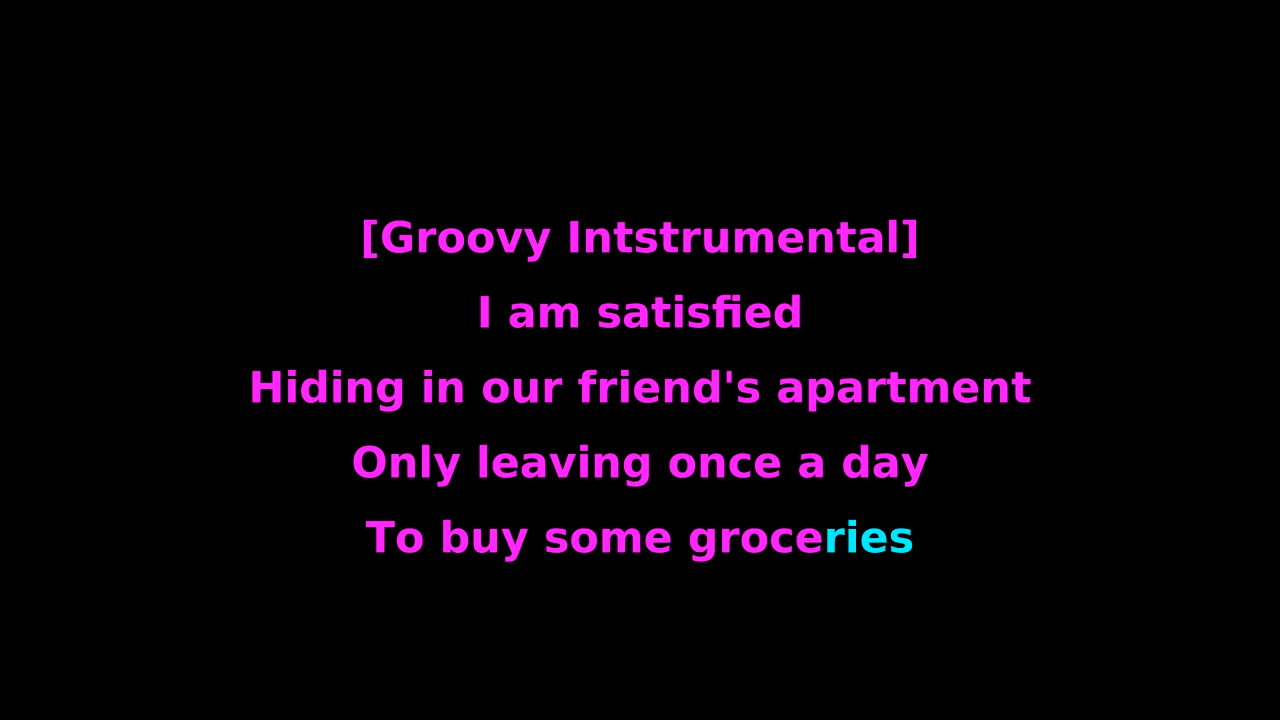 [Groovy Intstrumental]
I am satisfied
Hiding in our friend's apartment
Only leaving once a day
To buy some groceries